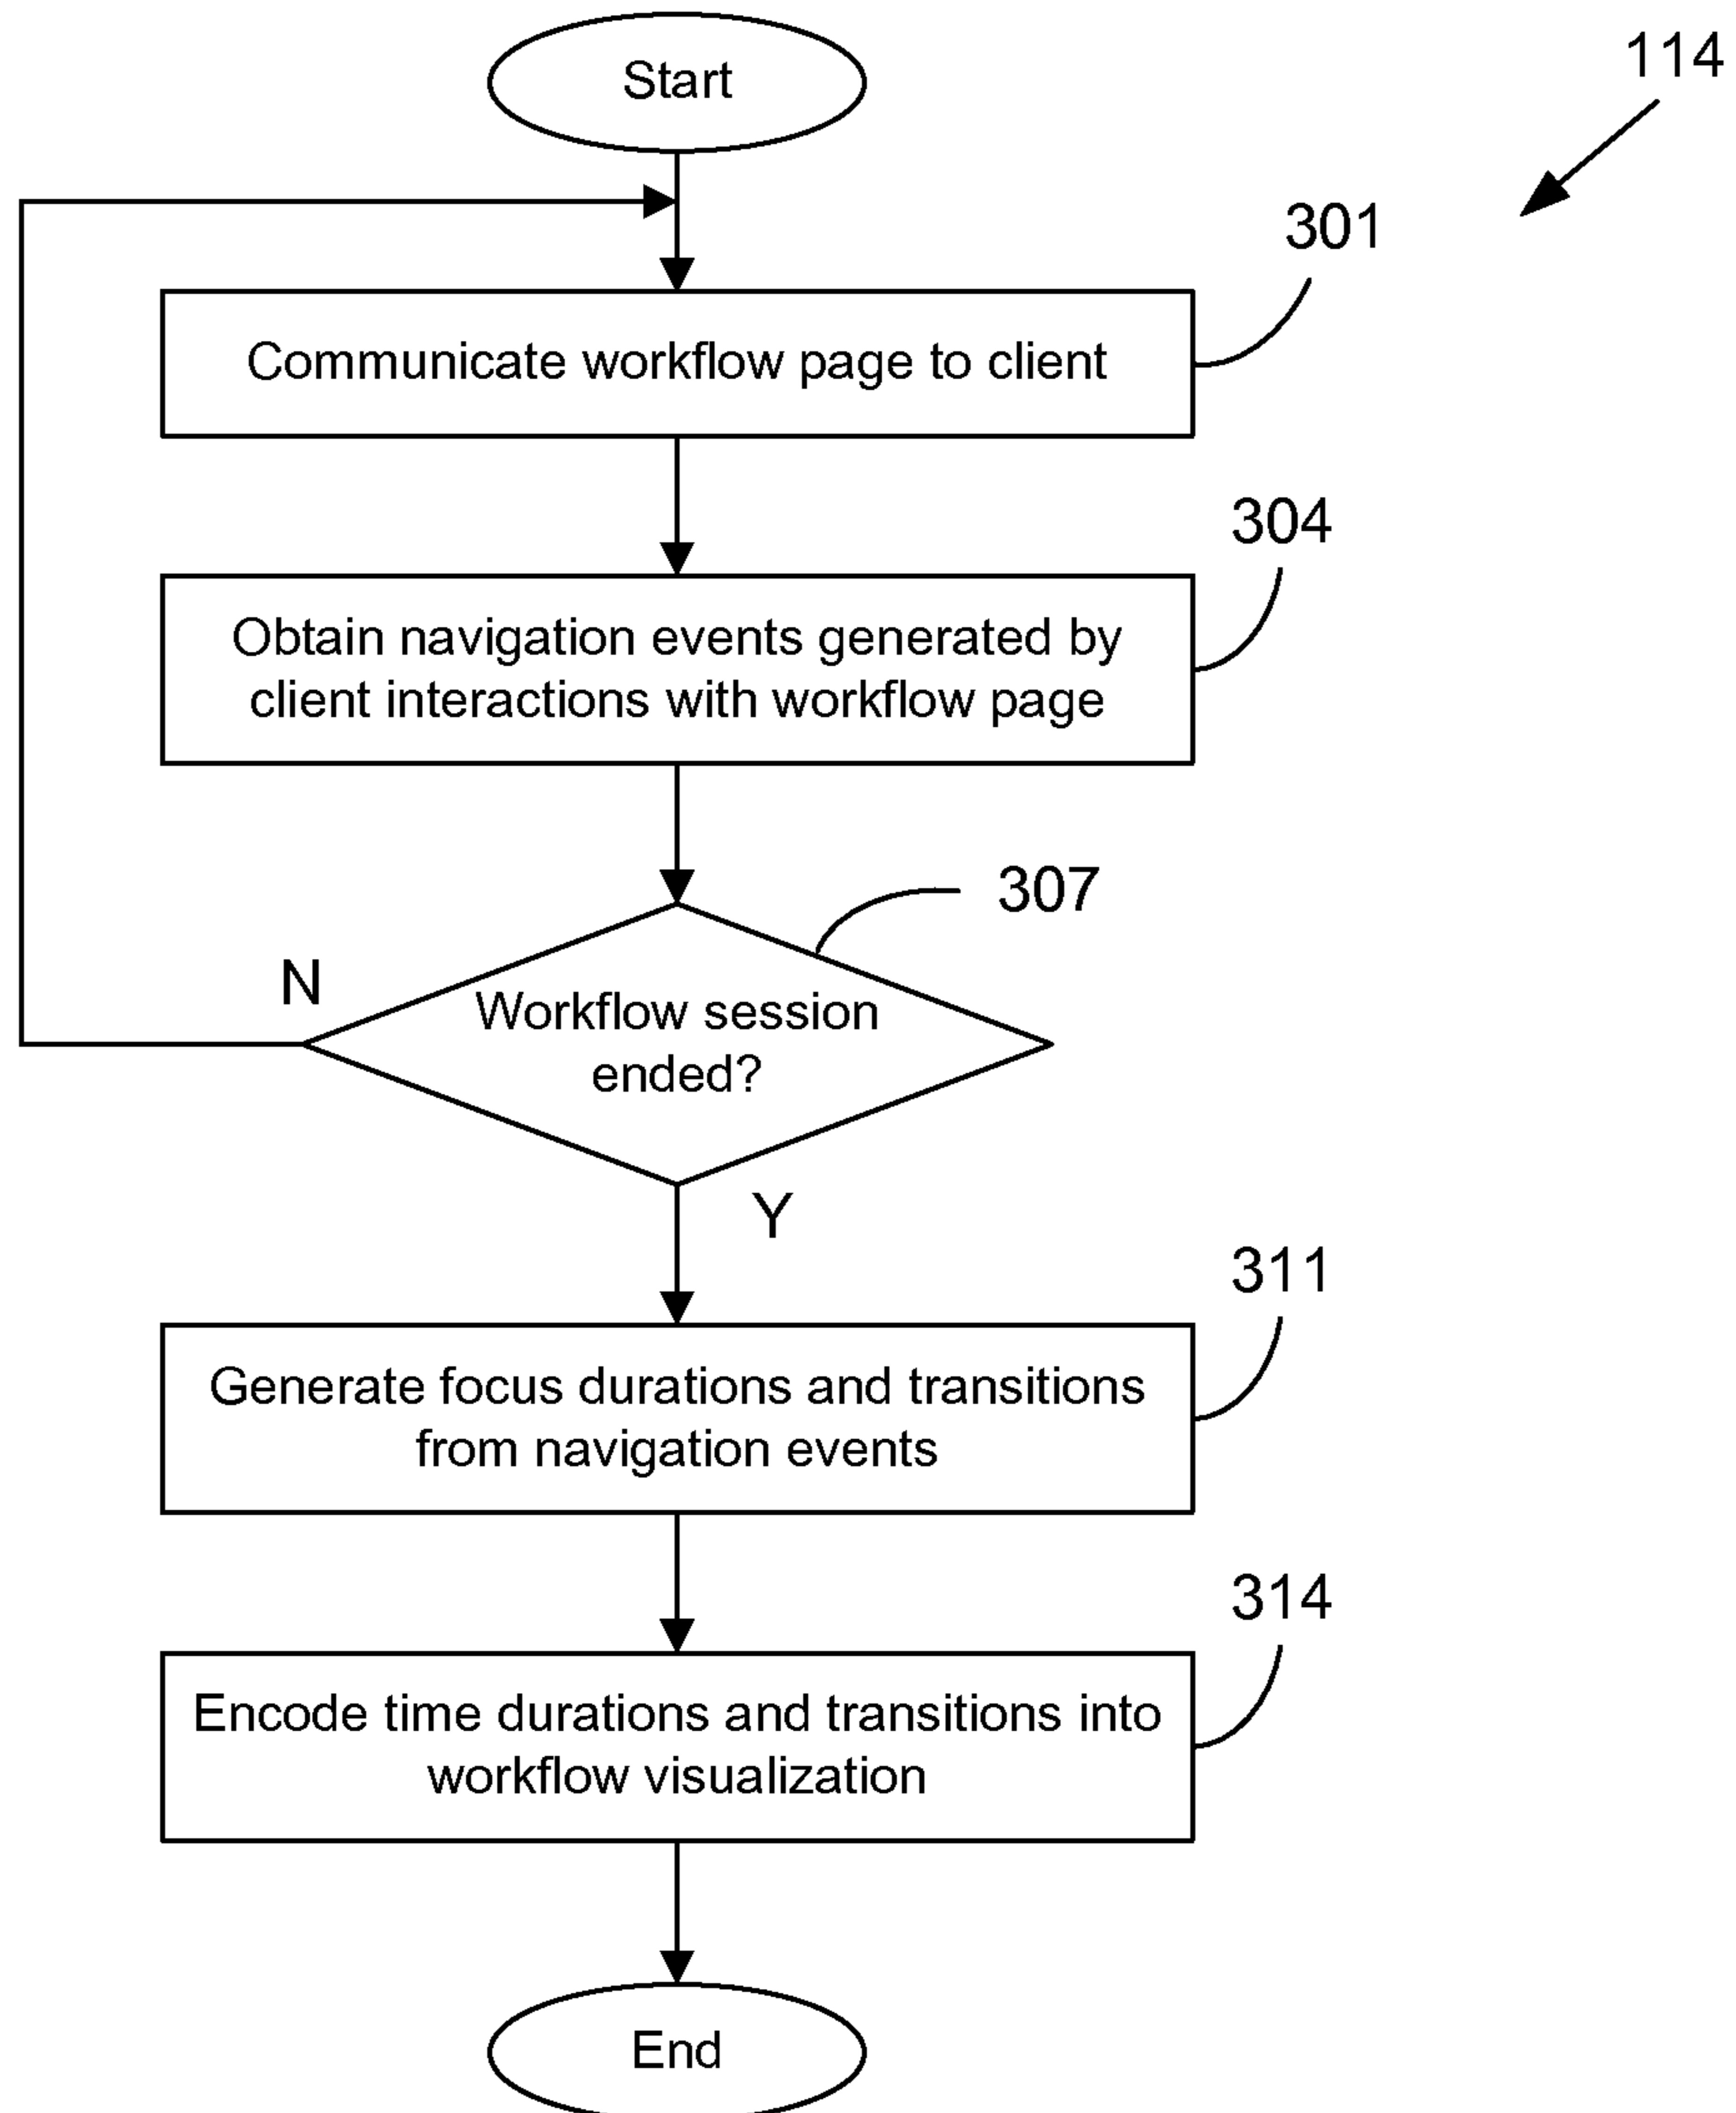 Start
114
301
Communicate workflow page to client
304
Obtain navigation events generated by
client interactions with workflow page
307
N
Workflow session
ended?
Y
311
Generate focus durations and transitions
from navigation events
314
Encode time durations and transitions into
workflow visualization
End